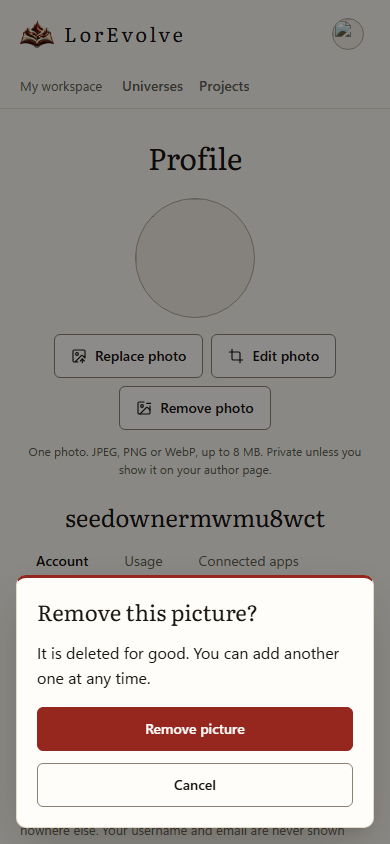 LorEvolve
My workspace Universes Projects
Profile
Replace photo Edit photo
Remove photo
One photo. JPEG, PNG or WebP, up to 8 MB. Private unless you
show it on your author page.
seedownermwmu8wct
Account Usage Connected apps
Remove this picture?
It is deleted for good. You can add another
one at any time.
Remove picture
Cancel
nowhere else. Your username and email are never shown